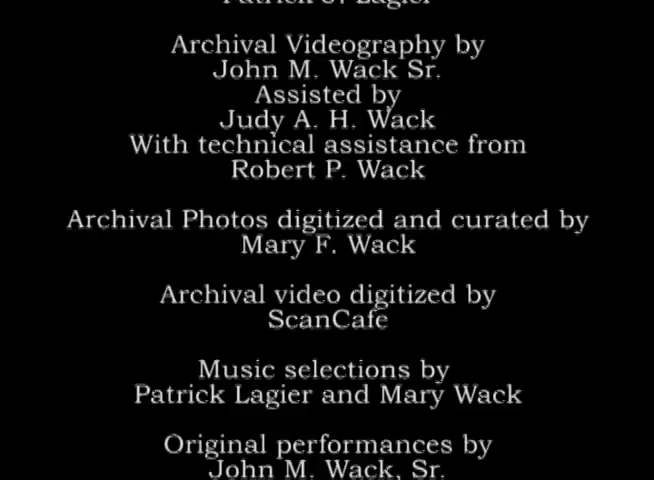 Patrick J. Lagier
Archival Videography by
John M. Wack Sr.
Assisted by
Judy A. H. Wack
With technical assistance from
Robert P. Wack
Archival Photos digitized and curated by
Mary F. Wack
Archival video digitized by
ScanCafe
Music selections by
Patrick Lagier and Mary Wack
Original performances by
John M. Wack, Sr.